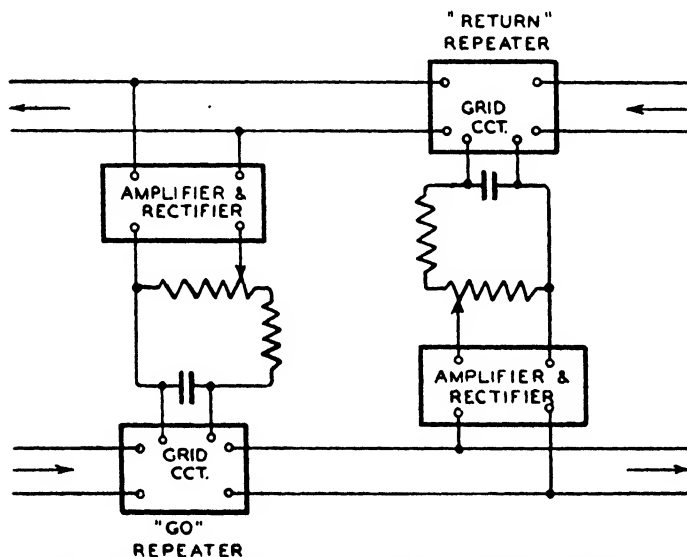 "RETURN"
REPEATER
GRID
CCT.
AMPLIFIER &
RECTIFIER
AMPLIFIER &
RECTIFIER
GRID
CCT.
"GO"
REPEATER